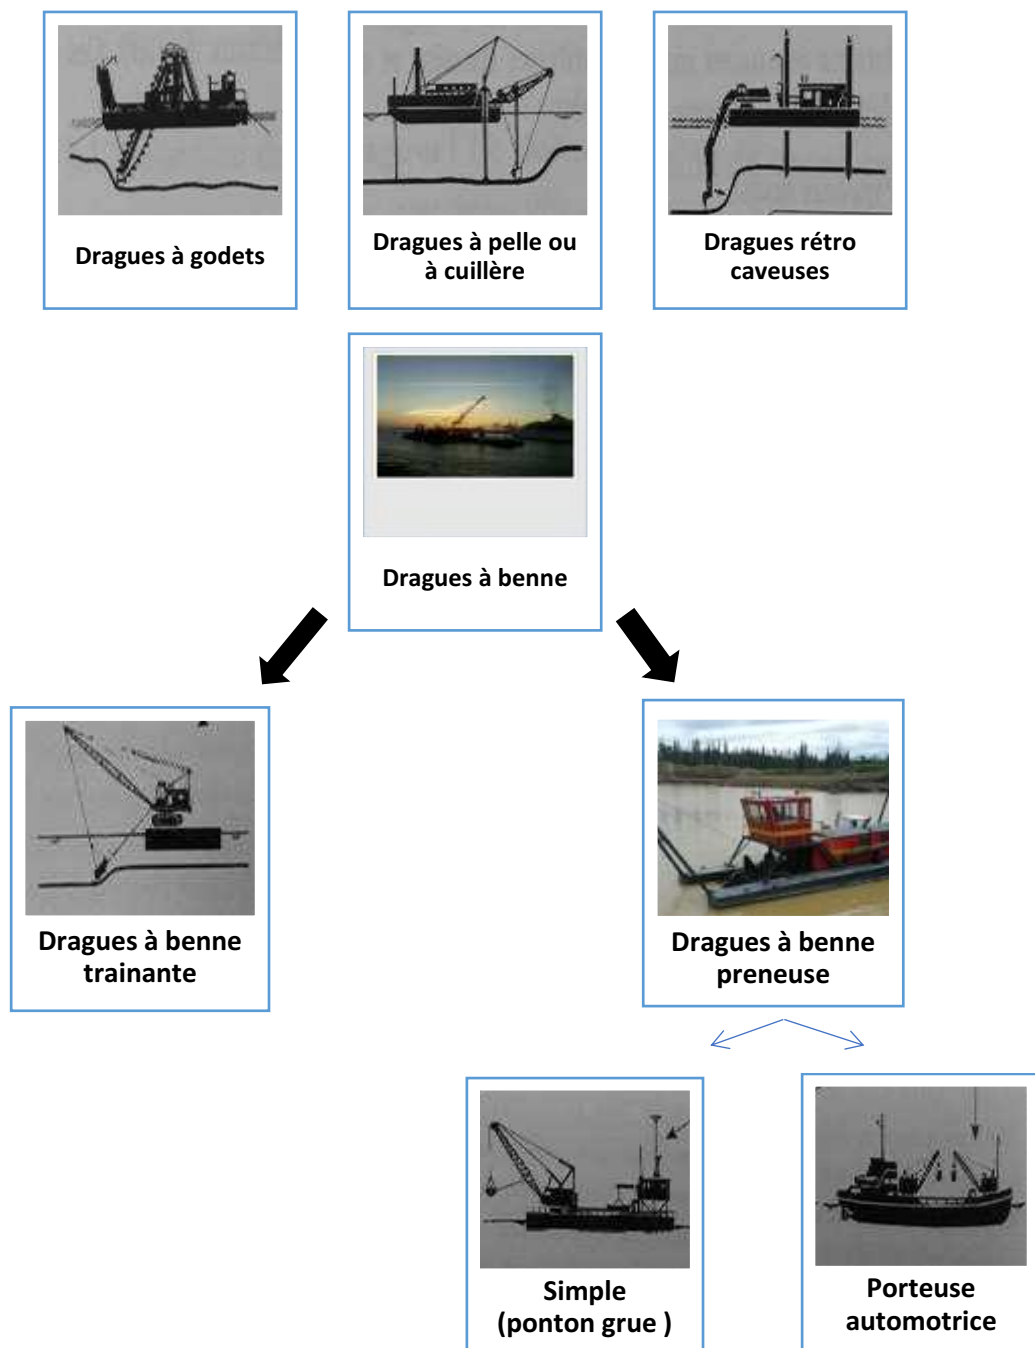 Dragues à godets
Dragues à pelle ou
à cuillère
Dragues rétro
caveuses
Dragues à benne
Dragues à benne
trainante
Dragues à benne
preneuse
Simple
(ponton grue )
Porteuse
automotrice